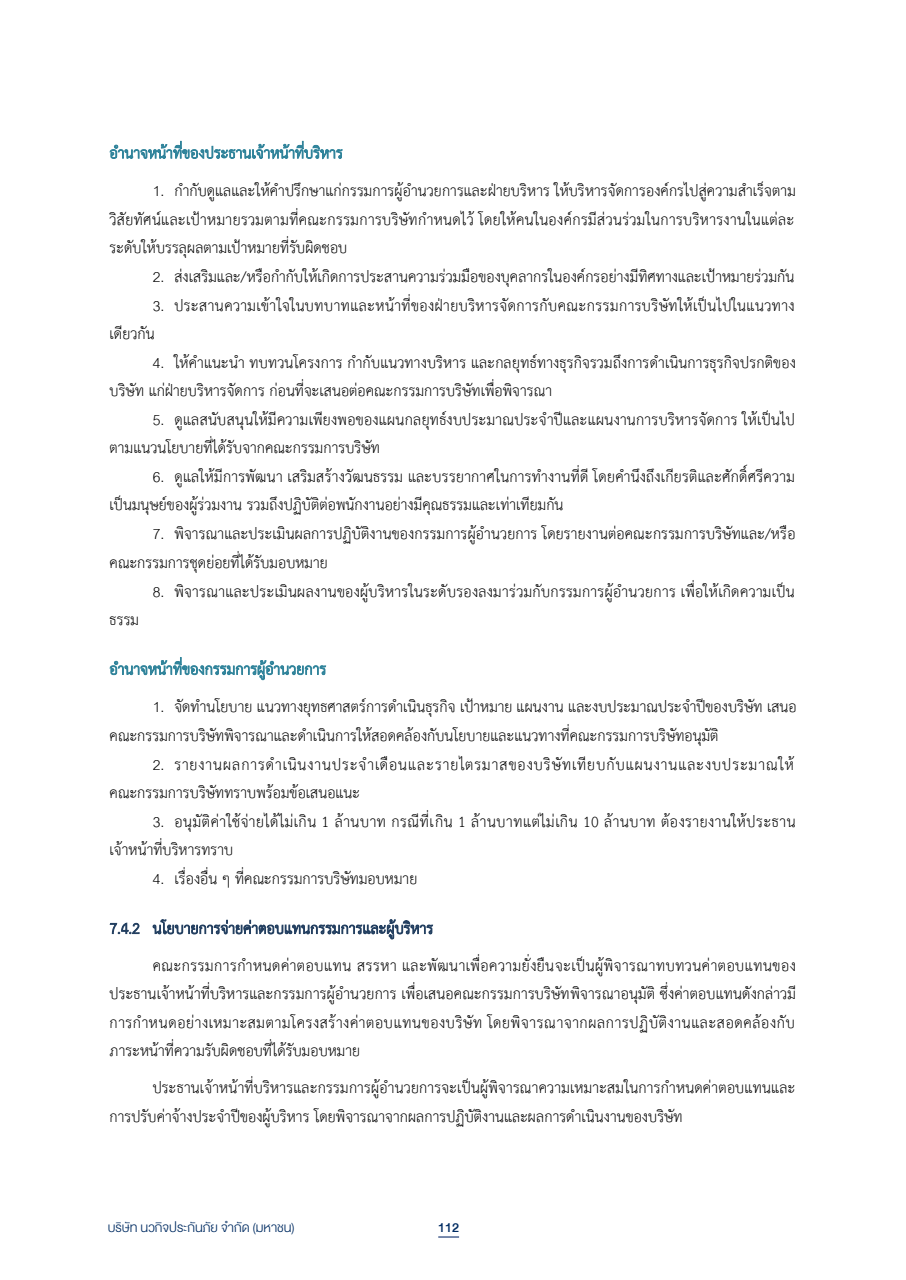 อำนาจหน้าที่ของประธานเจ้าหน้าที่บริหาร
1. กำกับดูแลและให้คำปรึกษาแก่กรรมการผู้อำนวยการและฝ่ายบริหาร ให้บริหารจัดการองค์กรไปสู่ความสำเร็จตาม
วิสัยทัศน์และเป้าหมายรวมตามที่คณะกรรมการบริษัทกำหนดไว้ โดยให้คนในองค์กรมีส่วนร่วมในการบริหารงานในแต่ละ
ระดับให้บรรลุผลตามเป้าหมายที่รับผิดชอบ
2. ส่งเสริมและ/หรือกำกับให้เกิดการประสานความร่วมมือของบุคลากรในองค์กรอย่างมีทิศทางและเป้าหมายร่วมกัน
3. ประสานความเข้าใจในบทบาทและหน้าที่ของฝ่ายบริหารจัดการกับคณะกรรมการบริษัทให้เป็นไปในแนวทาง
เดียวกัน
4. ให้คำแนะนำ ทบทวนโครงการ กำกับแนวทางบริหาร และกลยุทธ์ทางธุรกิจรวมถึงการดำเนินการธุรกิจปรกติของ
บริษัท แก่ฝ่ายบริหารจัดการ ก่อนที่จะเสนอต่อคณะกรรมการบริษัทเพื่อพิจารณา
5. ดูแลสนับสนุนให้มีความเพียงพอของแผนกลยุทธ์งบประมาณประจำปีและแผนงานการบริหารจัดการ ให้เป็นไป
ตามแนวนโยบายที่ได้รับจากคณะกรรมการบริษัท
6. ดูแลให้มีการพัฒนา เสริมสร้างวัฒนธรรม และบรรยากาศในการทำงานที่ดี โดยคำนึงถึงเกียรติและศักดิ์ศรีความ
เป็นมนุษย์ของผู้ร่วมงาน รวมถึงปฏิบัติต่อพนักงานอย่างมีคุณธรรมและเท่าเทียมกัน
7. พิจารณาและประเมินผลการปฏิบัติงานของกรรมการผู้อำนวยการ โดยรายงานต่อคณะกรรมการบริษัทและ/หรือ
คณะกรรมการชุดย่อยที่ได้รับมอบหมาย
8. พิจารณาและประเมินผลงานของผู้บริหารในระดับรองลงมาร่วมกับกรรมการผู้อำนวยการ เพื่อให้เกิดความเป็น
ธรรม
อำนาจหน้าที่ของกรรมการผู้อำนวยการ
1. จัดทำนโยบาย แนวทางยุทธศาสตร์การดำเนินธุรกิจ เป้าหมาย แผนงาน และงบประมาณประจำปีของบริษัท เสนอ
คณะกรรมการบริษัทพิจารณาและดำเนินการให้สอดคล้องกับนโยบายและแนวทางที่คณะกรรมการบริษัทอนุมัติ
2. รายงานผลการดำเนินงานประจำเดือนและรายไตรมาสของบริษัทเทียบกับแผนงานและงบประมาณให้
คณะกรรมการบริษัททราบพร้อมข้อเสนอแนะ
3. อนุมัติค่าใช้จ่ายได้ไม่เกิน 1 ล้านบาท กรณีที่เกิน 1 ล้านบาทแต่ไม่เกิน 10 ล้านบาท ต้องรายงานให้ประธาน
เจ้าหน้าที่บริหารทราบ
4. เรื่องอื่น ๆ ที่คณะกรรมการบริษัทมอบหมาย
7.4.2 นโยบายการจ่ายค่าตอบแทนกรรมการและผู้บริหาร
คณะกรรมการกำหนดค่าตอบแทน สรรหา และพัฒนาเพื่อความยั่งยืนจะเป็นผู้พิจารณาทบทวนค่าตอบแทนของ
ประธานเจ้าหน้าที่บริหารและกรรมการผู้อำนวยการ เพื่อเสนอคณะกรรมการบริษัทพิจารณาอนุมัติ ซึ่งค่าตอบแทนดังกล่าวมี
การกำหนดอย่างเหมาะสมตามโครงสร้างค่าตอบแทนของบริษัท โดยพิจารณาจากผลการปฏิบัติงานและสอดคล้องกับ
ภาระหน้าที่ความรับผิดชอบที่ได้รับมอบหมาย
ประธานเจ้าหน้าที่บริหารและกรรมการผู้อำนวยการจะเป็นผู้พิจารณาความเหมาะสมในการกำหนดค่าตอบแทนและ
การปรับค่าจ้างประจำปีของผู้บริหาร โดยพิจารณาจากผลการปฏิบัติงานและผลการดำเนินงานของบริษัท
บริษัท นวกิจประกันภัย จำกัด (มหาชน)
112